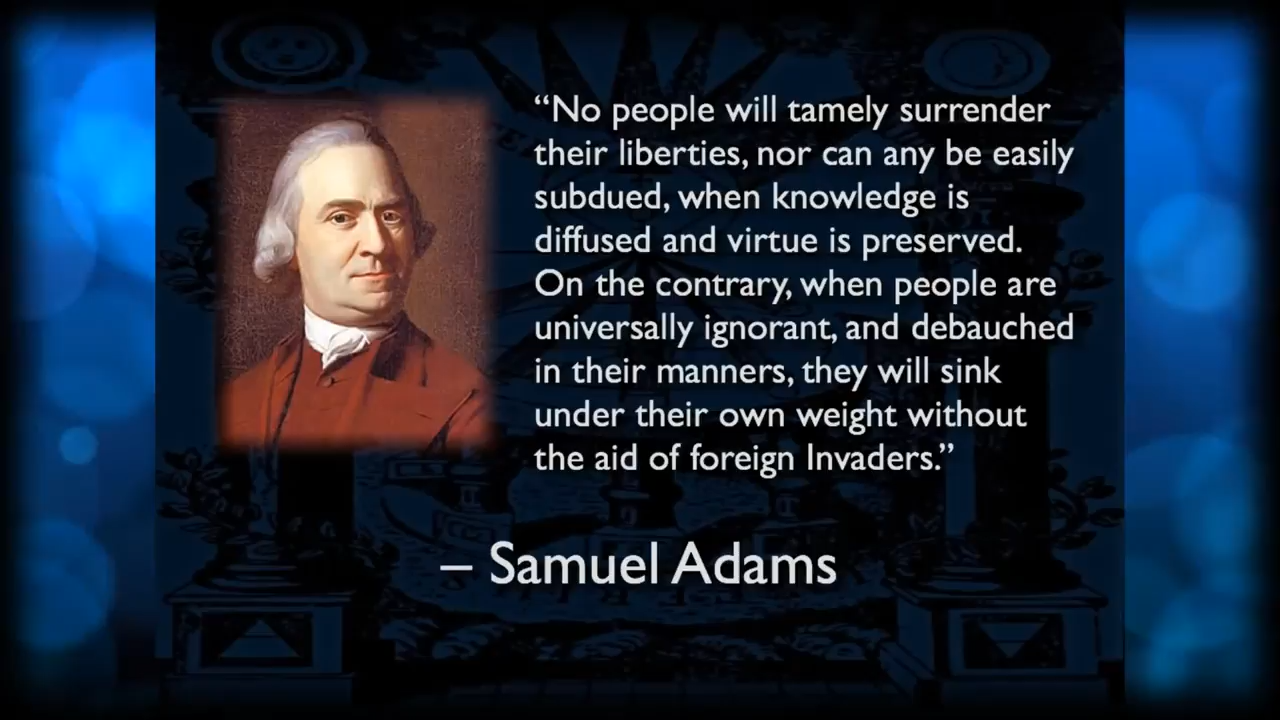 “No people will tamely surrender
their liberties, nor can any be easily
subdued, when knowledge is
diffused and virtue is preserved.
On the contrary, when people are
universally ignorant, and debauched
in their manners, they will sink
under their own weight without
the aid of foreign Invaders.”
– Samuel Adams